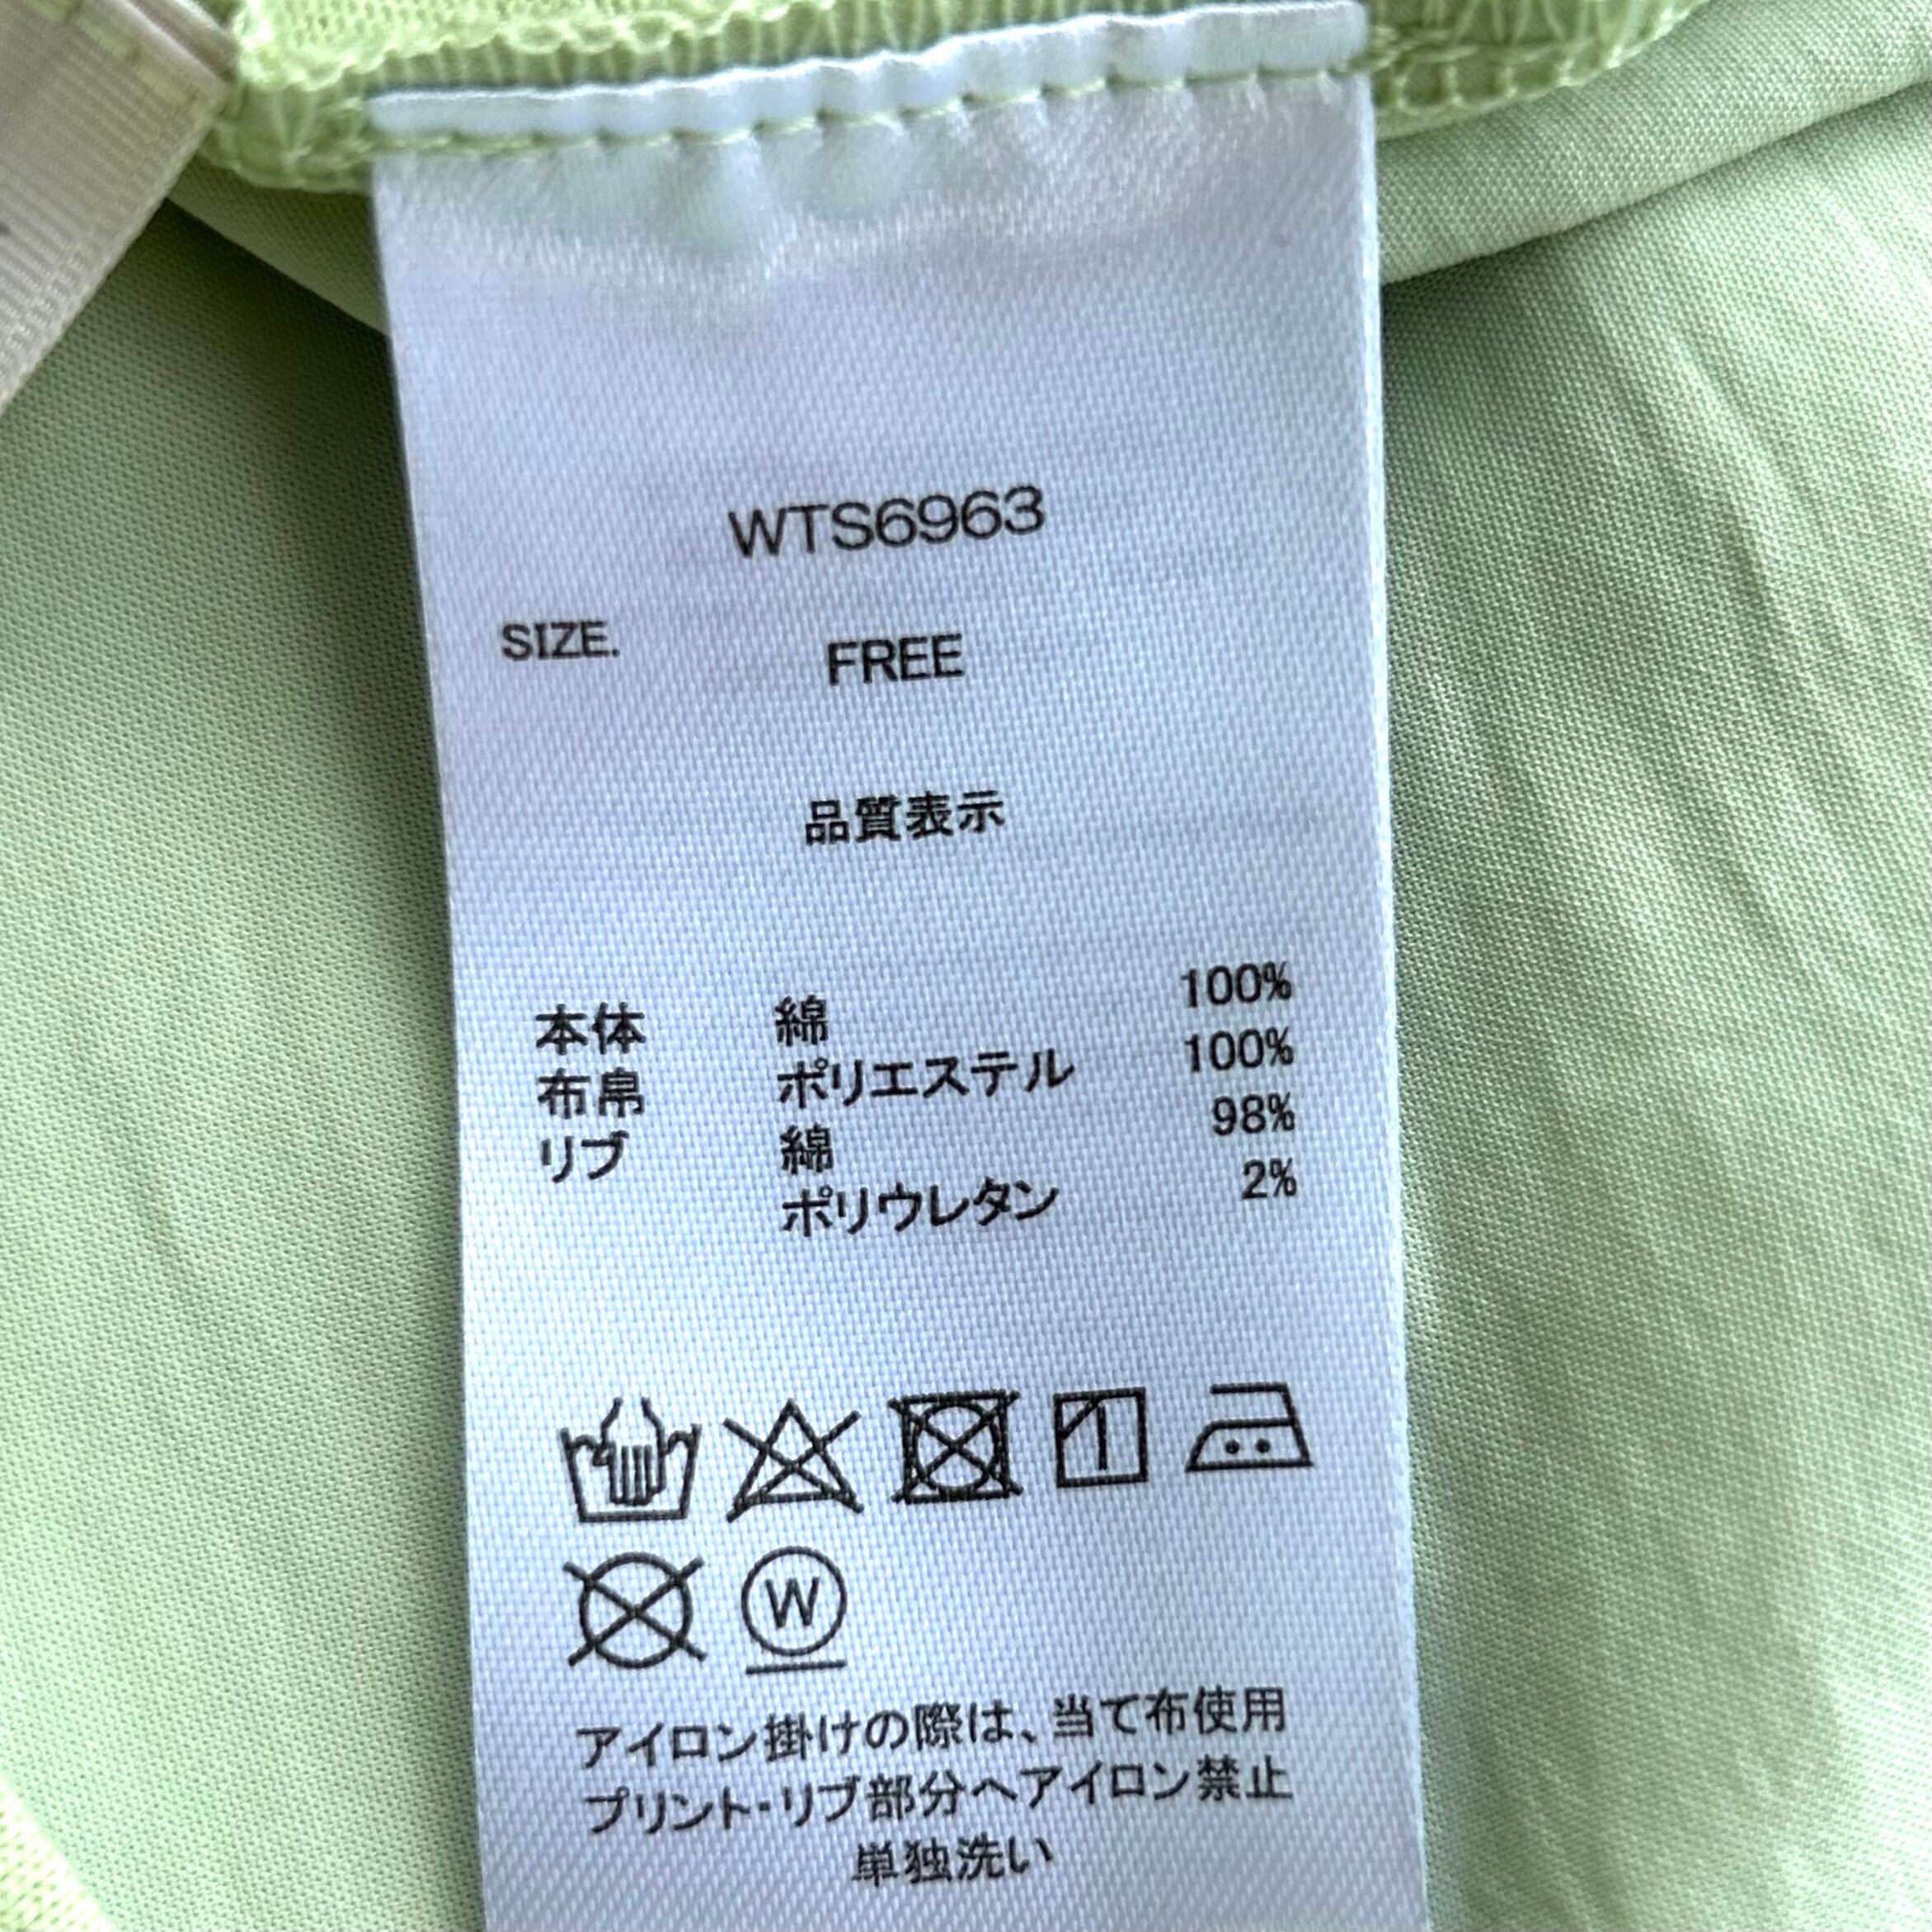 WTS6963
SIZE. FREE
品質表示
本体 綿 100%
布帛 ポリエステル 100%
リブ 綿 98%
ポリウレタン 2%
W
アイロン掛けの際は、当て布使用
プリント・リブ部分へアイロン禁止
単独洗い